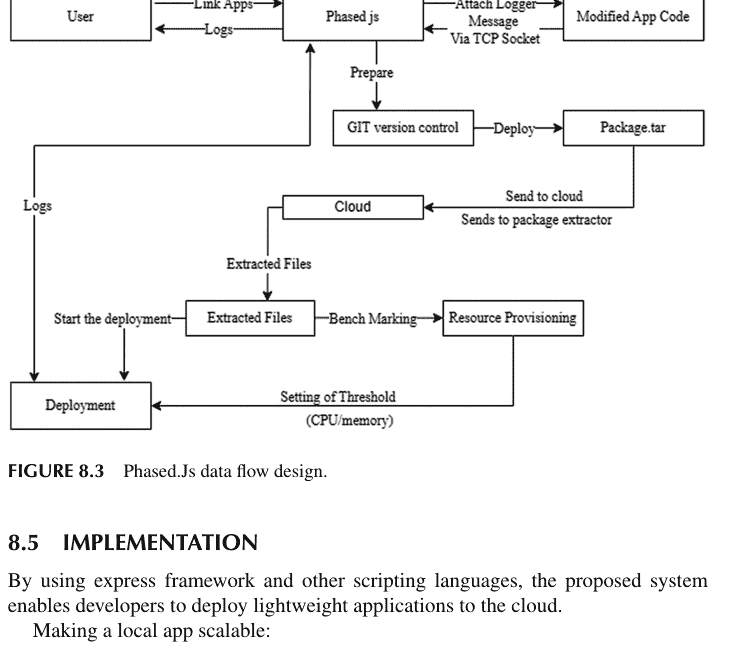 Link Apps
Attach Logger
User
Phased js
Message
Modified App Code
Logs
Via TCP Socket
Prepare
GIT version control
Deploy
Package.tar
Send to cloud
Logs
Cloud
Sends to package extractor
Extracted Files
Start the deployment
Extracted Files
Bench Marking
Resource Provisioning
Setting of Threshold
Deployment
(CPU/memory)
FIGURE 8.3 Phased.Js data flow design.
8.5 IMPLEMENTATION
By using express framework and other scripting languages, the proposed system
enables developers to deploy lightweight applications to the cloud.
Making a local app scalable: